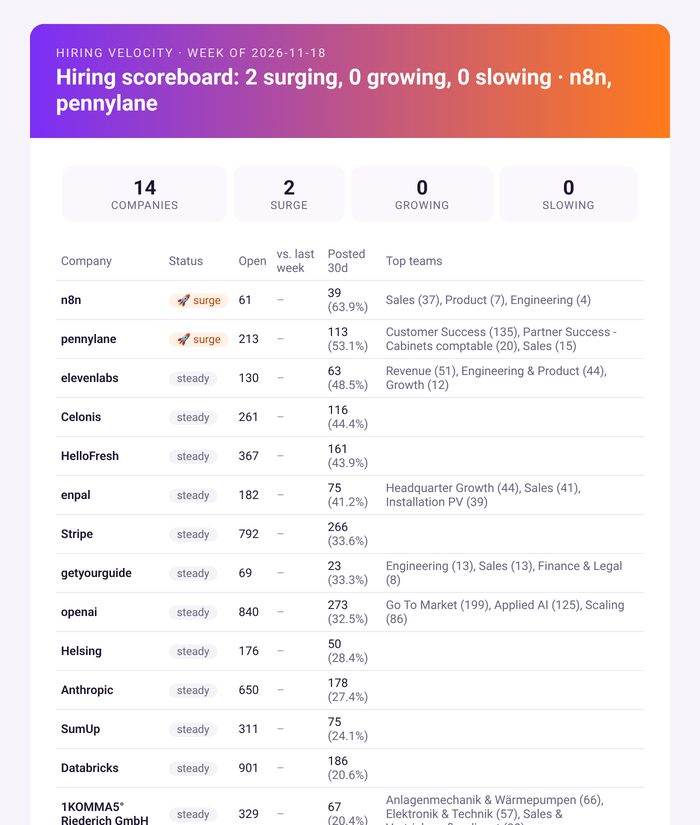 HIRING VELOCITY · WEEK OF 2026-11-18
Hiring scoreboard: 2 surging, 0 growing, 0 slowing · n8n,
pennylane
14
COMPANIES
2
SURGE
0
GROWING
0
SLOWING
Company Status Open vs. last week Posted 30d Top teams
n8n 🚀 surge 61 – 39 (63.9%) Sales (37), Product (7), Engineering (4)
pennylane 🚀 surge 213 – 113 (53.1%) Customer Success (135), Partner Success - Cabinets comptable (20), Sales (15)
elevenlabs steady 130 – 63 (48.5%) Revenue (51), Engineering & Product (44), Growth (12)
Celonis steady 261 – 116 (44.4%)
HelloFresh steady 367 – 161 (43.9%)
enpal steady 182 – 75 (41.2%) Headquarter Growth (44), Sales (41), Installation PV (39)
Stripe steady 792 – 266 (33.6%)
getyourguide steady 69 – 23 (33.3%) Engineering (13), Sales (13), Finance & Legal (8)
openai steady 840 – 273 (32.5%) Go To Market (199), Applied AI (125), Scaling (86)
Helsing steady 176 – 50 (28.4%)
Anthropic steady 650 – 178 (27.4%)
SumUp steady 311 – 75 (24.1%)
Databricks steady 901 – 186 (20.6%)
1KOMMA5° Riederich GmbH steady 329 – 67 (20.4%) Anlagenmechanik & Wärmepumpen (66), Elektronik & Technik (57), Sales &